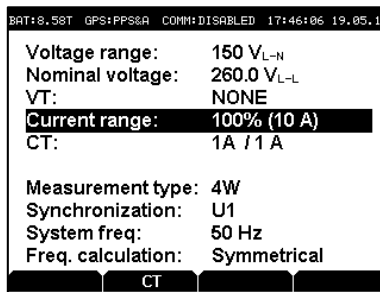 BAT:8.58T GPS:PPS&A COMM:DISABLED 17:46:06 19.05.1
Voltage range: 150 VL-N
Nominal voltage: 260.0 VL-L
VT: NONE
Current range: 100% (10 A)
CT: 1A / 1 A
Measurement type: 4W
Synchronization: U1
System freq: 50 Hz
Freq. calculation: Symmetrical
CT